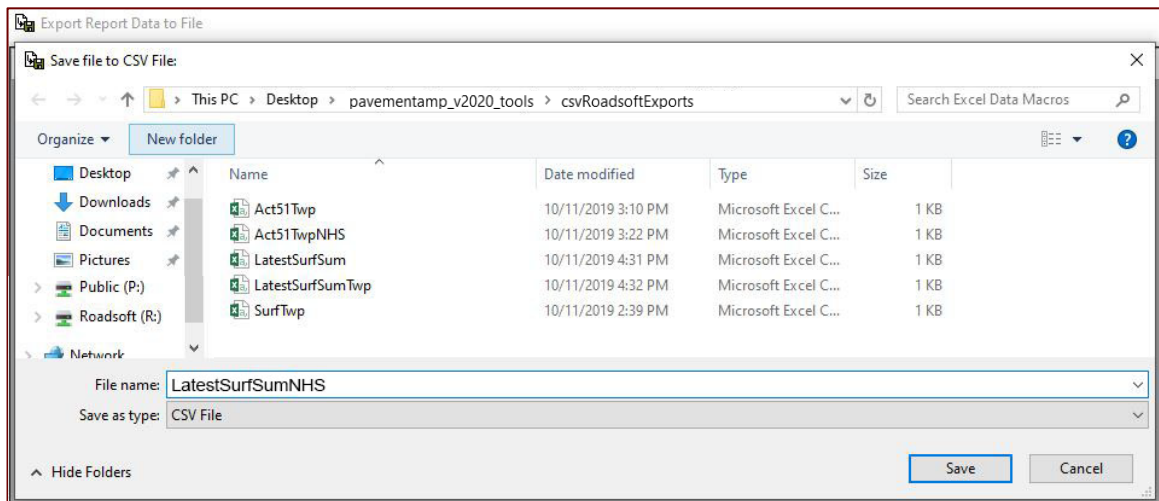 Export Report Data to File
Save file to CSV File:
This PC > Desktop > pavementamp_v2020_tools > csvRoadsoftExports
Search Excel Data Macros
Organize New folder
Name Date modified Type Size
Desktop
Downloads
Documents
Pictures
Public (P:)
Roadsoft (R:)
Network
Act51Twp 10/11/2019 3:10 PM Microsoft Excel C... 1 KB
Act51TwpNHS 10/11/2019 3:22 PM Microsoft Excel C... 1 KB
LatestSurfSum 10/11/2019 4:31 PM Microsoft Excel C... 1 KB
LatestSurfSumTwp 10/11/2019 4:32 PM Microsoft Excel C... 1 KB
SurfTwp 10/11/2019 2:39 PM Microsoft Excel C... 1 KB
File name: LatestSurfSumNHS
Save as type: CSV File
Hide Folders
Save Cancel